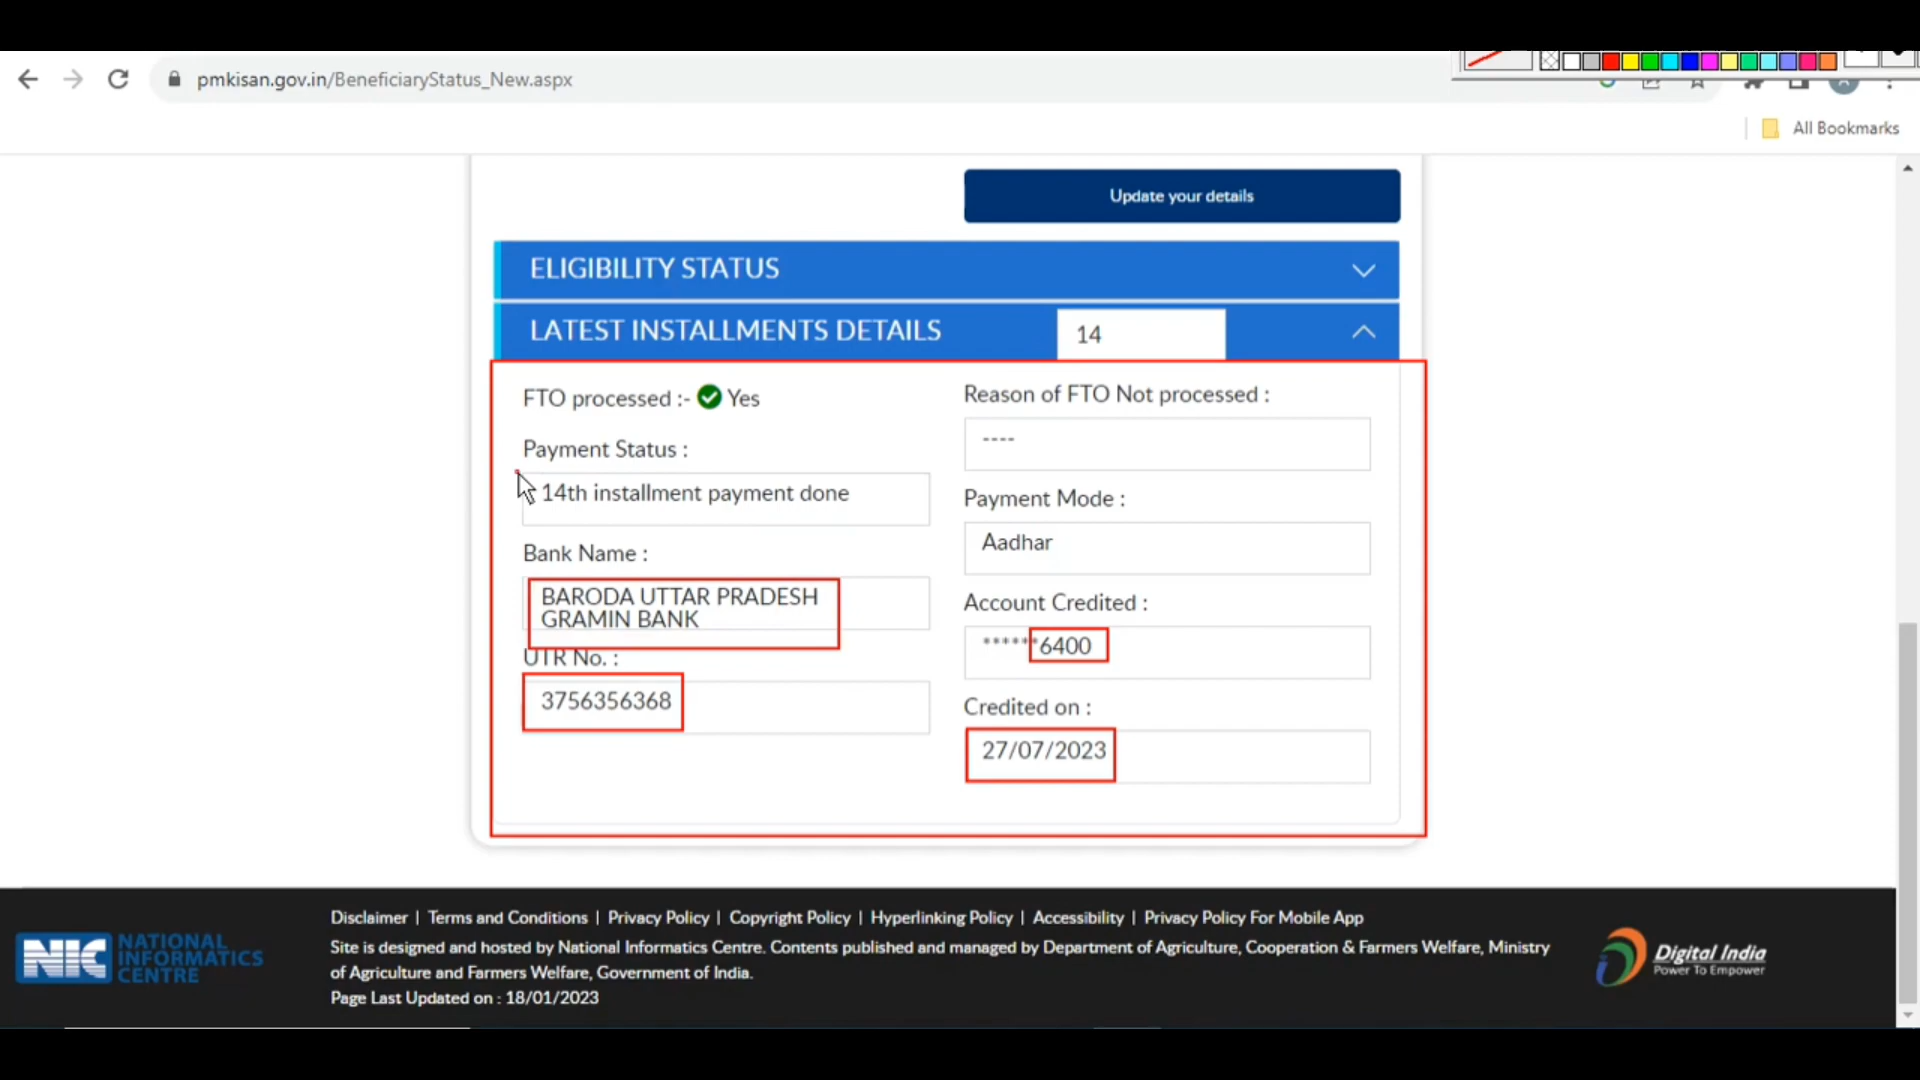 pmkisan.gov.in/BeneficiaryStatus_New.aspx
All Bookmarks
Update your details
ELIGIBILITY STATUS
LATEST INSTALLMENTS DETAILS
14
FTO processed :- Yes
Reason of FTO Not processed :
----
Payment Status :
14th installment payment done
Payment Mode :
Aadhar
Bank Name :
BARODA UTTAR PRADESH
GRAMIN BANK
Account Credited :
******6400
UTR No. :
3756356368
Credited on :
27/07/2023
NIC NATIONAL
INFORMATICS
CENTRE
Disclaimer | Terms and Conditions | Privacy Policy | Copyright Policy | Hyperlinking Policy | Accessibility | Privacy Policy For Mobile App
Site is designed and hosted by National Informatics Centre. Contents published and managed by Department of Agriculture, Cooperation & Farmers Welfare, Ministry
of Agriculture and Farmers Welfare, Government of India.
Page Last Updated on : 18/01/2023
Digital India
Power To Empower